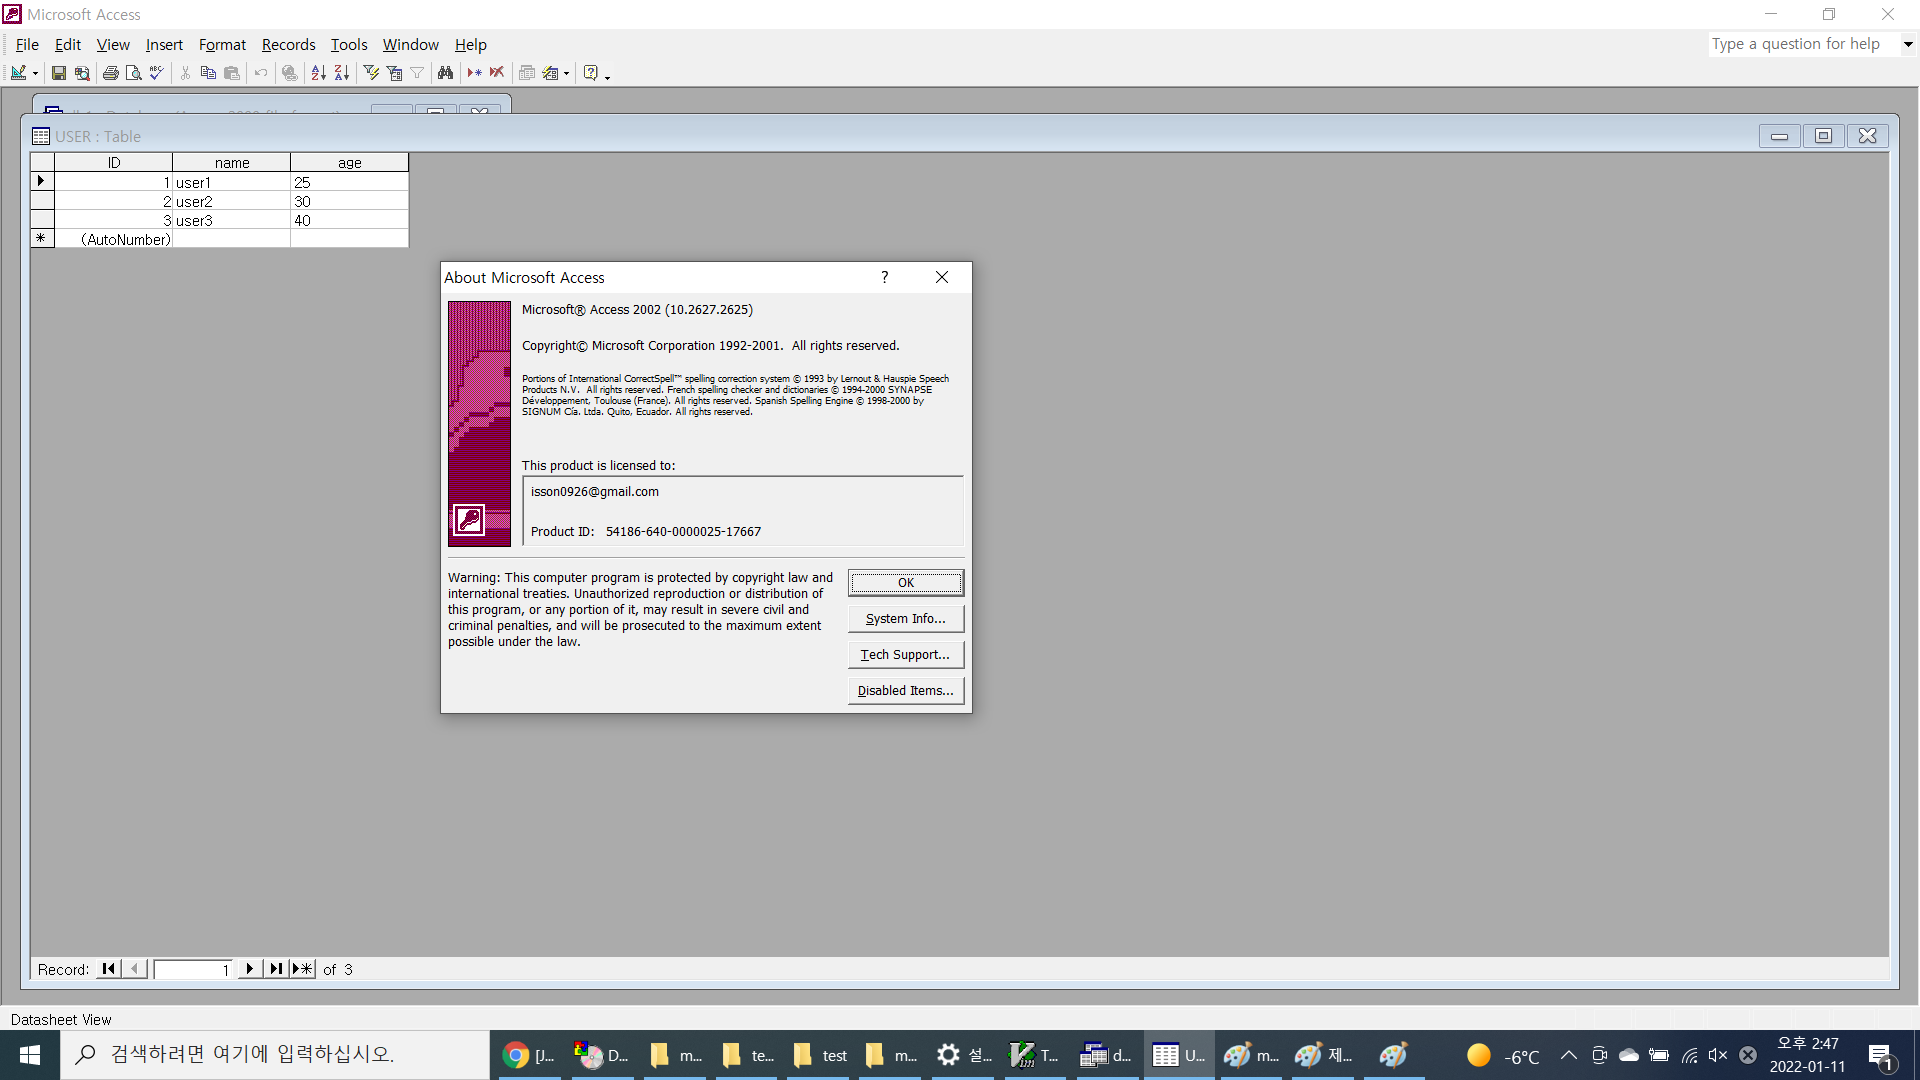 Microsoft Access
File Edit View Insert Format Records Tools Window Help
Type a question for help
USER : Table
ID name age
1 user1 25
2 user2 30
3 user3 40
(AutoNumber)
About Microsoft Access
Microsoft® Access 2002 (10.2627.2625)
Copyright© Microsoft Corporation 1992-2001. All rights reserved.
Portions of International CorrectSpell™ spelling correction system © 1993 by Lernout & Hauspie Speech
Products N.V. All rights reserved. French spelling checker and dictionaries © 1994-2000 SYNAPSE
Développement, Toulouse (France). All rights reserved. Spanish Spelling Engine © 1998-2000 by
SIGNUM Cía. Ltda. Quito, Ecuador. All rights reserved.
This product is licensed to:
isson0926@gmail.com
Product ID: 54186-640-0000025-17667
Warning: This computer program is protected by copyright law and
international treaties. Unauthorized reproduction or distribution of
this program, or any portion of it, may result in severe civil and
criminal penalties, and will be prosecuted to the maximum extent
possible under the law.
OK
System Info...
Tech Support...
Disabled Items...
Record: 1 of 3
Datasheet View
검색하려면 여기에 입력하십시오.
[J... D... m... te... test m... 설... T... d... U... m... 제...
-6°C
오후 2:47
2022-01-11
1